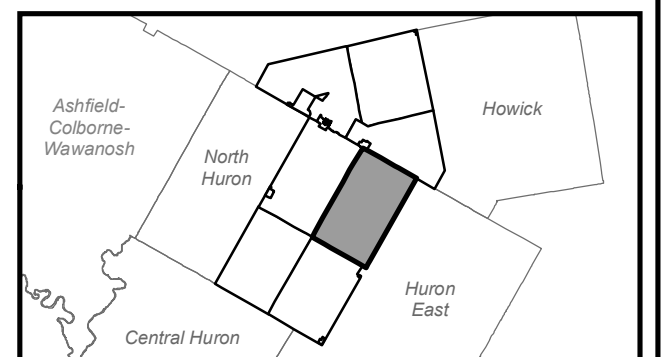 Ashfield-
Colborne-
Wawanosh
Howick
North
Huron
Huron
East
Central Huron